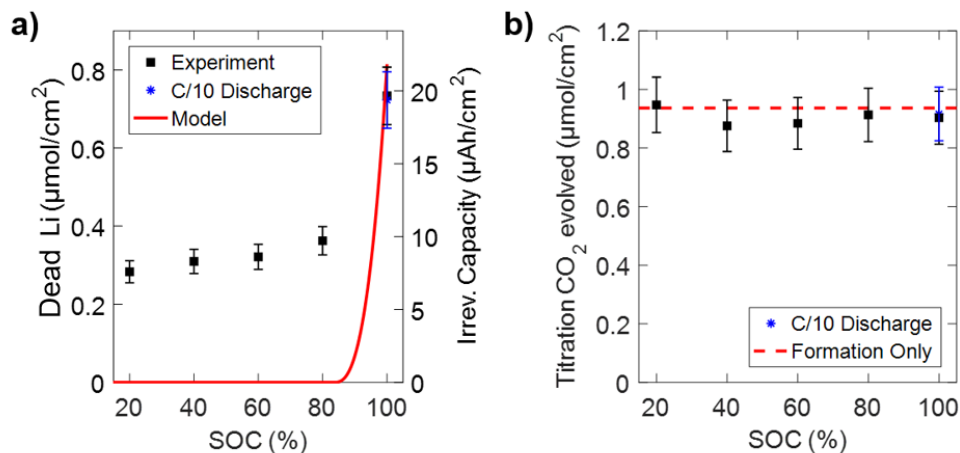 a)
Dead Li (μmol/cm²)
0.8
0.6
0.4
0.2
0
Experiment
C/10 Discharge
Model
20
15
10
5
0
Irrev. Capacity (μAh/cm²)
20 40 60 80 100
SOC (%)
b)
Titration CO₂ evolved (μmol/cm²)
1.2
1
0.8
0.6
0.4
0.2
0
C/10 Discharge
Formation Only
20 40 60 80 100
SOC (%)